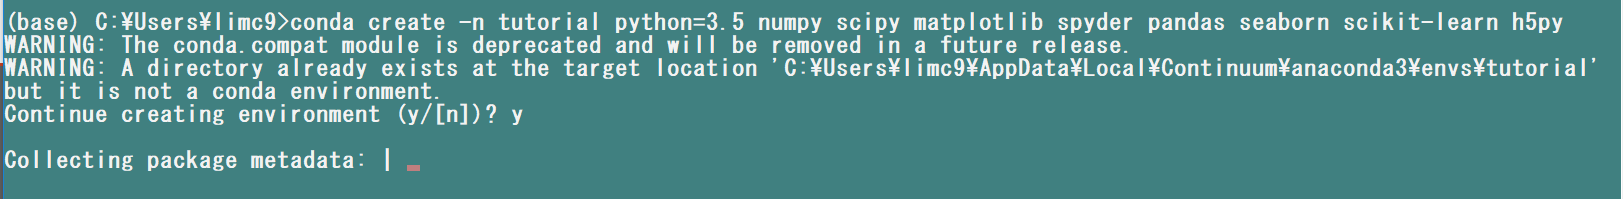 (base) C:¥Users¥limc9>conda create -n tutorial python=3.5 numpy scipy matplotlib spyder pandas seaborn scikit-learn h5py
WARNING: The conda.compat module is deprecated and will be removed in a future release.
WARNING: A directory already exists at the target location 'C:¥Users¥limc9¥AppData¥Local¥Continuum¥anaconda3¥envs¥tutorial'
but it is not a conda environment.
Continue creating environment (y/[n])? y
Collecting package metadata: |